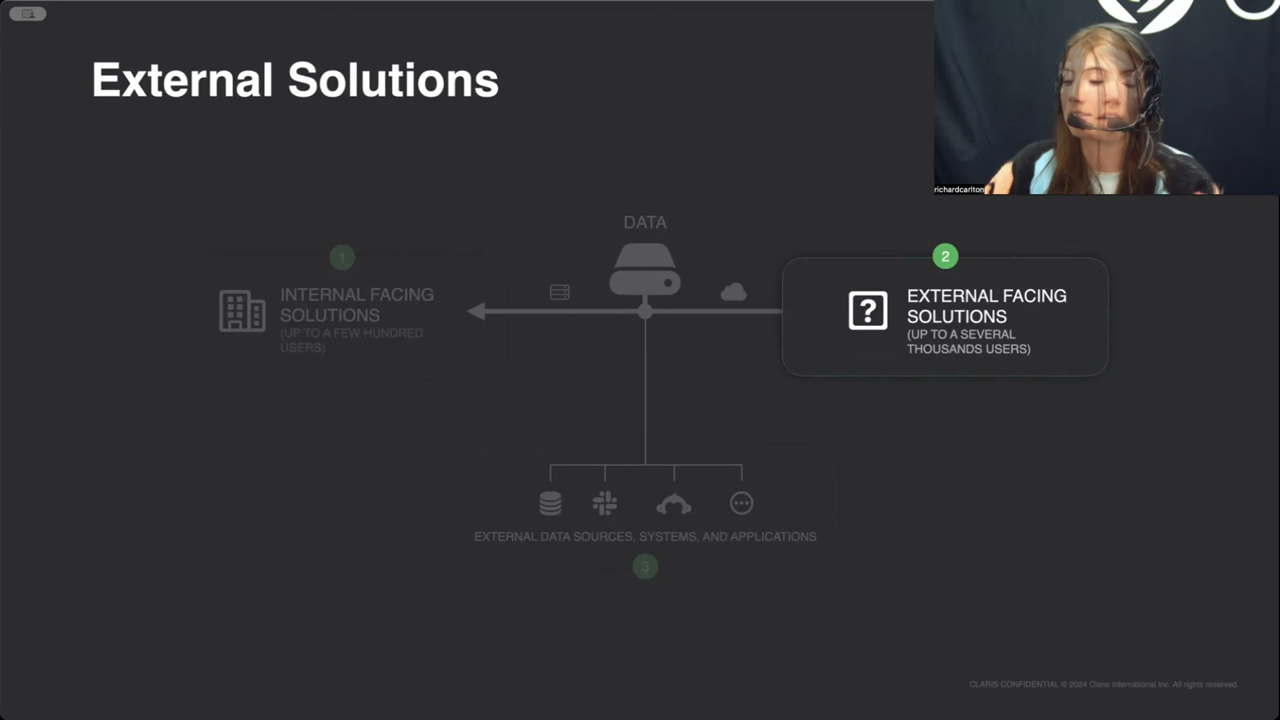 External Solutions
richardcarlton
DATA
1
INTERNAL FACING
SOLUTIONS
(UP TO A FEW HUNDRED
USERS)
2
EXTERNAL FACING
SOLUTIONS
(UP TO A SEVERAL
THOUSANDS USERS)
EXTERNAL DATA SOURCES, SYSTEMS, AND APPLICATIONS
3
CLARIS CONFIDENTIAL © 2024 Claris International Inc. All rights reserved.